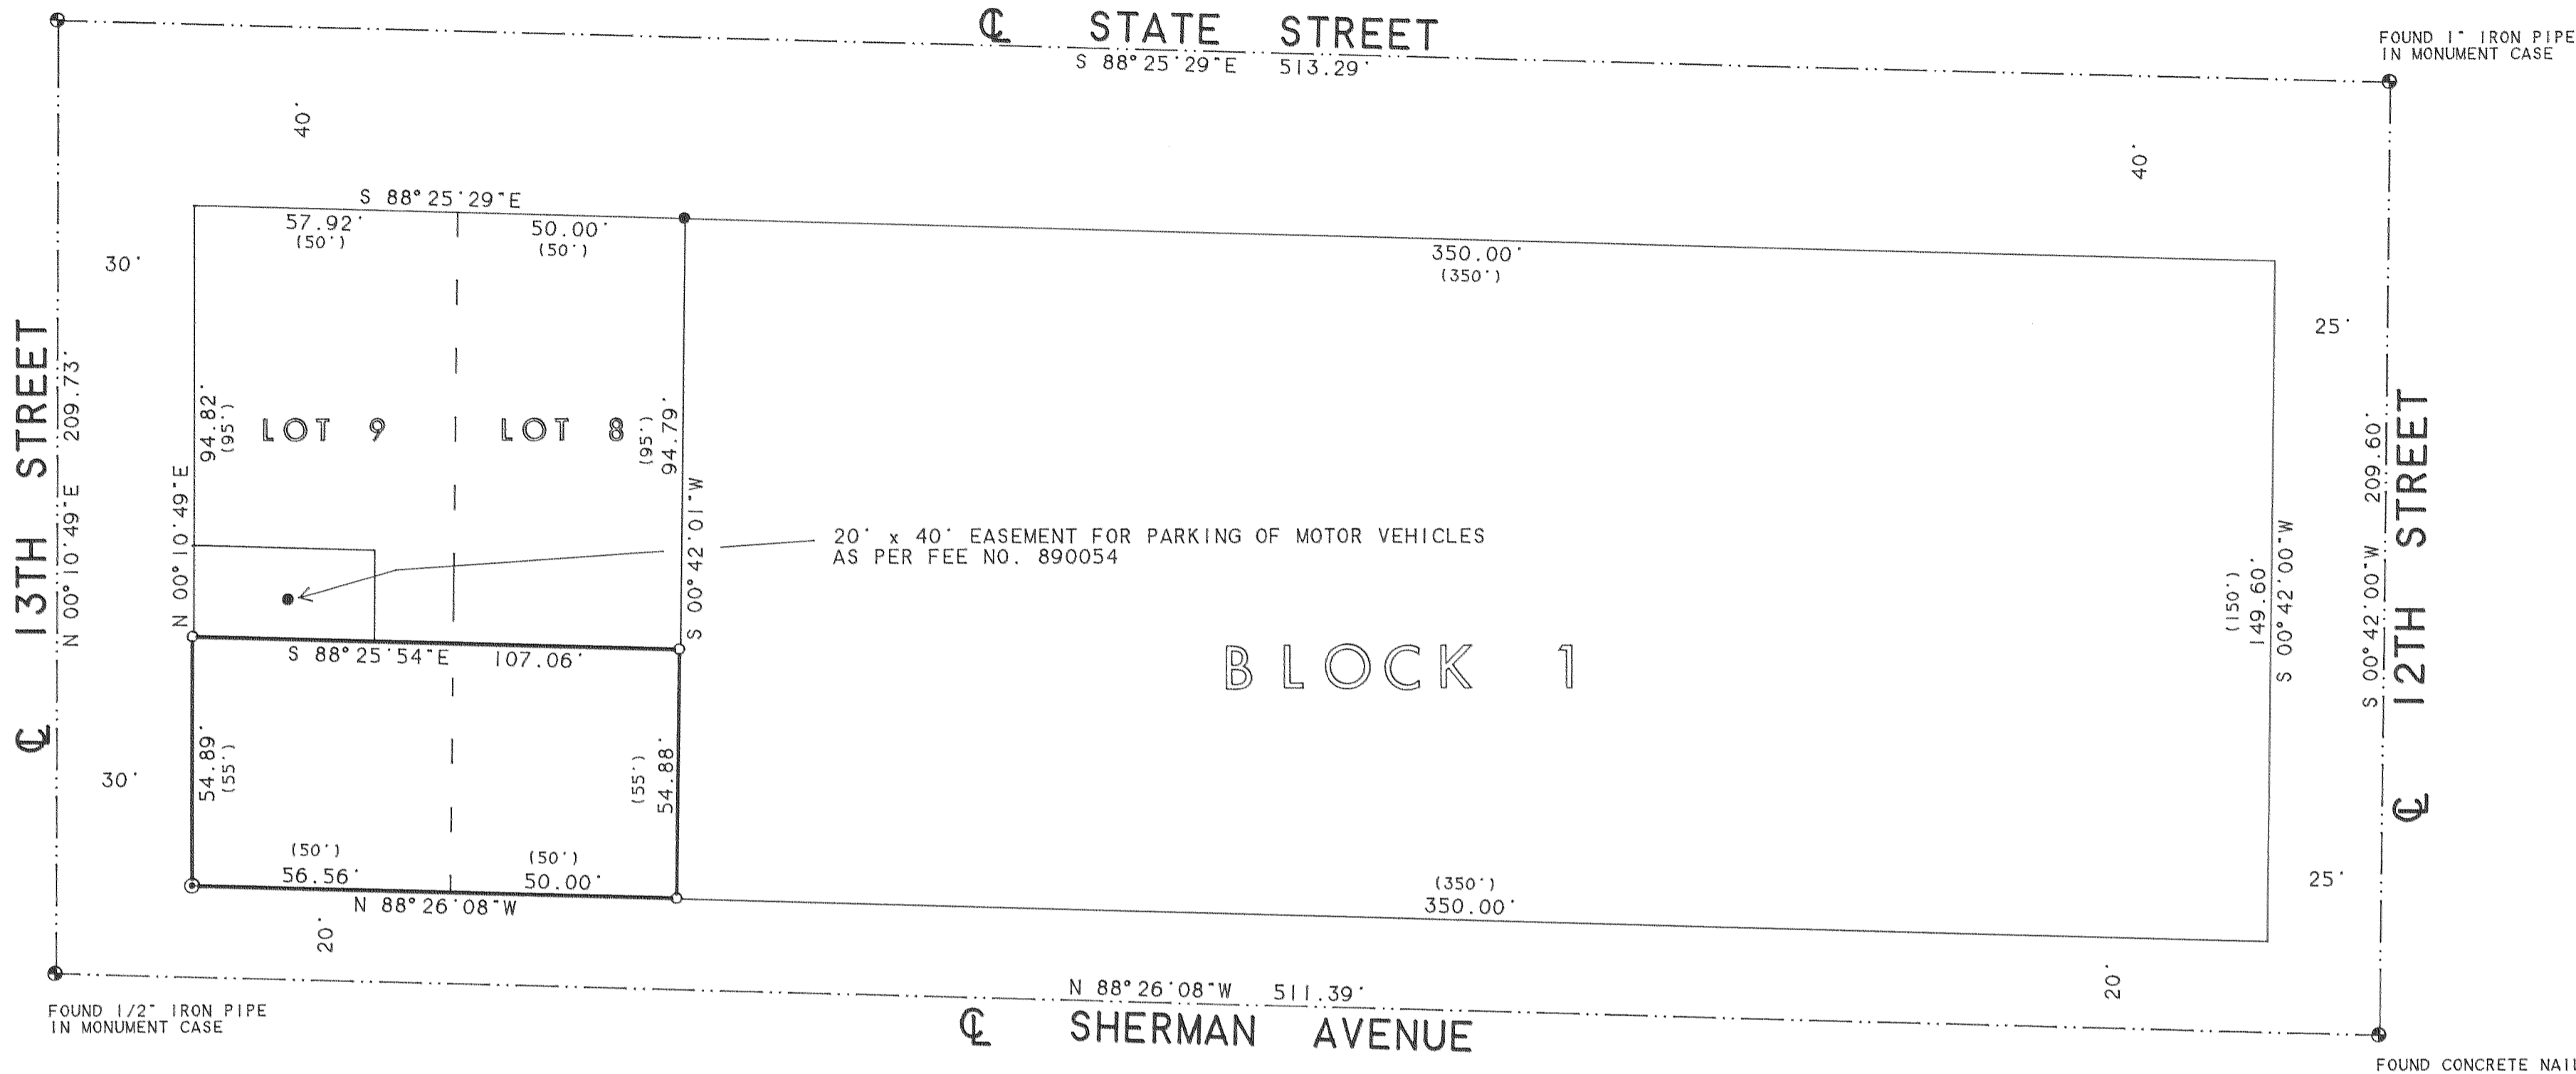 ℄ STATE STREET
S 88°25'29"E 513.29'
FOUND 1" IRON PIPE
IN MONUMENT CASE
40'
40'
S 88°25'29"E
57.92'
(50')
50.00'
(50')
350.00'
(350')
30'
25'
℄ 13TH STREET
N 00°10'49"E 209.73'
N 00°10'49"E
94.82'
(95')
LOT 9
LOT 8
(95')
94.79'
S 00°42'01"W
20' x 40' EASEMENT FOR PARKING OF MOTOR VEHICLES
AS PER FEE NO. 890054
BLOCK 1
(150')
149.60'
S 00°42'00"W
S 00°42'00"W 209.60'
℄ 12TH STREET
S 88°25'54"E 107.06'
54.89'
(55')
(55')
54.88'
30'
25'
(50')
56.56'
(50')
50.00'
N 88°26'08"W
(350')
350.00'
20'
20'
N 88°26'08"W 511.39'
℄ SHERMAN AVENUE
FOUND 1/2" IRON PIPE
IN MONUMENT CASE
FOUND CONCRETE NAIL